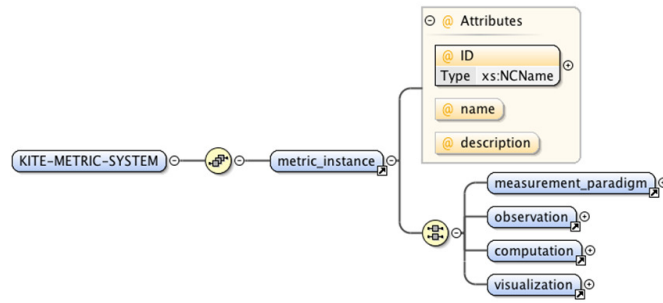 @ Attributes
@ ID
Type xs:NCName
@ name
@ description
KITE-METRIC-SYSTEM
metric_instance
measurement_paradigm
observation
computation
visualization